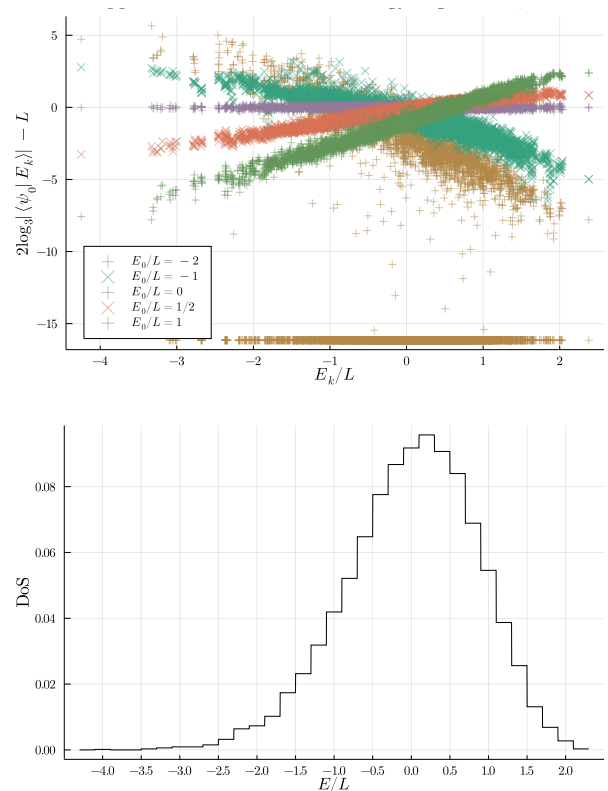 5
0
−5
−10
−15
2log₃|⟨ψ₀|E_k⟩| − L
E₀/L = −2
E₀/L = −1
E₀/L = 0
E₀/L = 1/2
E₀/L = 1
−4 −3 −2 −1 0 1 2
E_k/L
0.08
0.06
0.04
0.02
0.00
DoS
−4.0 −3.5 −3.0 −2.5 −2.0 −1.5 −1.0 −0.5 0.0 0.5 1.0 1.5 2.0
E/L